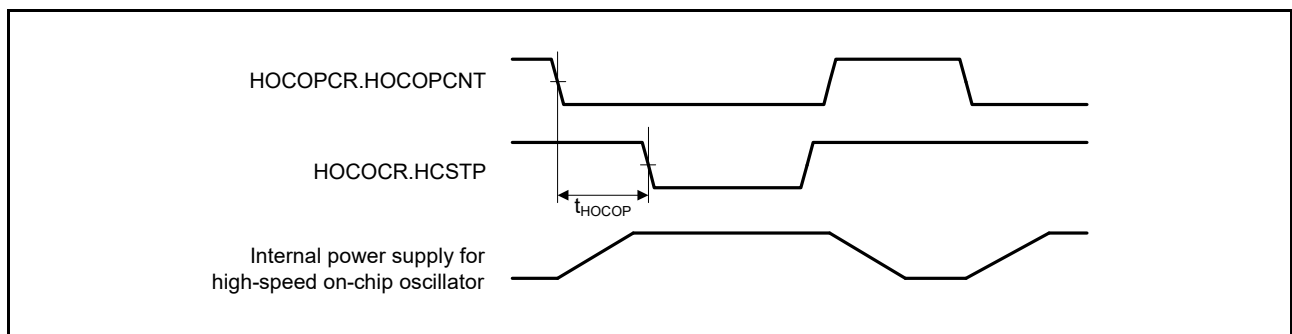 HOCOPCR.HOCOPCNT
HOCOCR.HCSTP
tHOCOP
Internal power supply for
high-speed on-chip oscillator